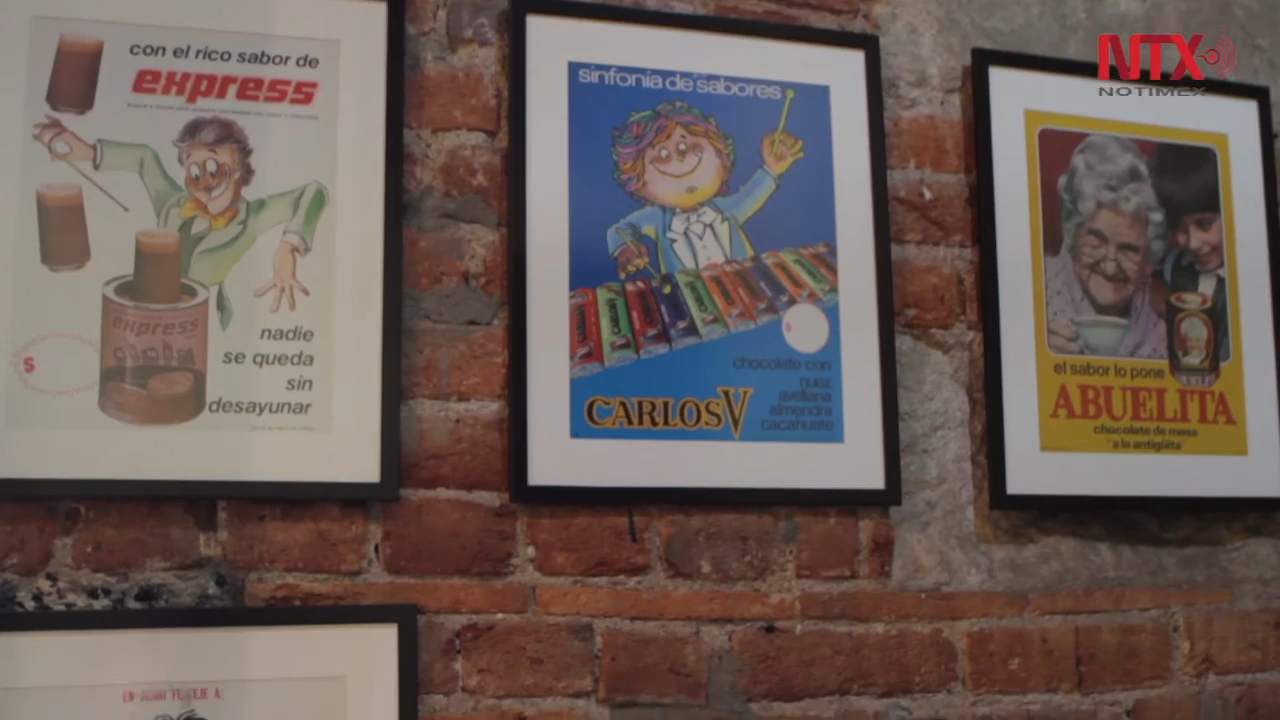 con el rico sabor de
express
express
$
nadie
se queda
sin
desayunar
sinfonía de sabores
CARLOS V
chocolate con
nuez
avellana
almendra
cacahuate
CARLOS V
NTX
NOTIMEX
el sabor lo pone
ABUELITA
chocolate de mesa
"a la antigüita"